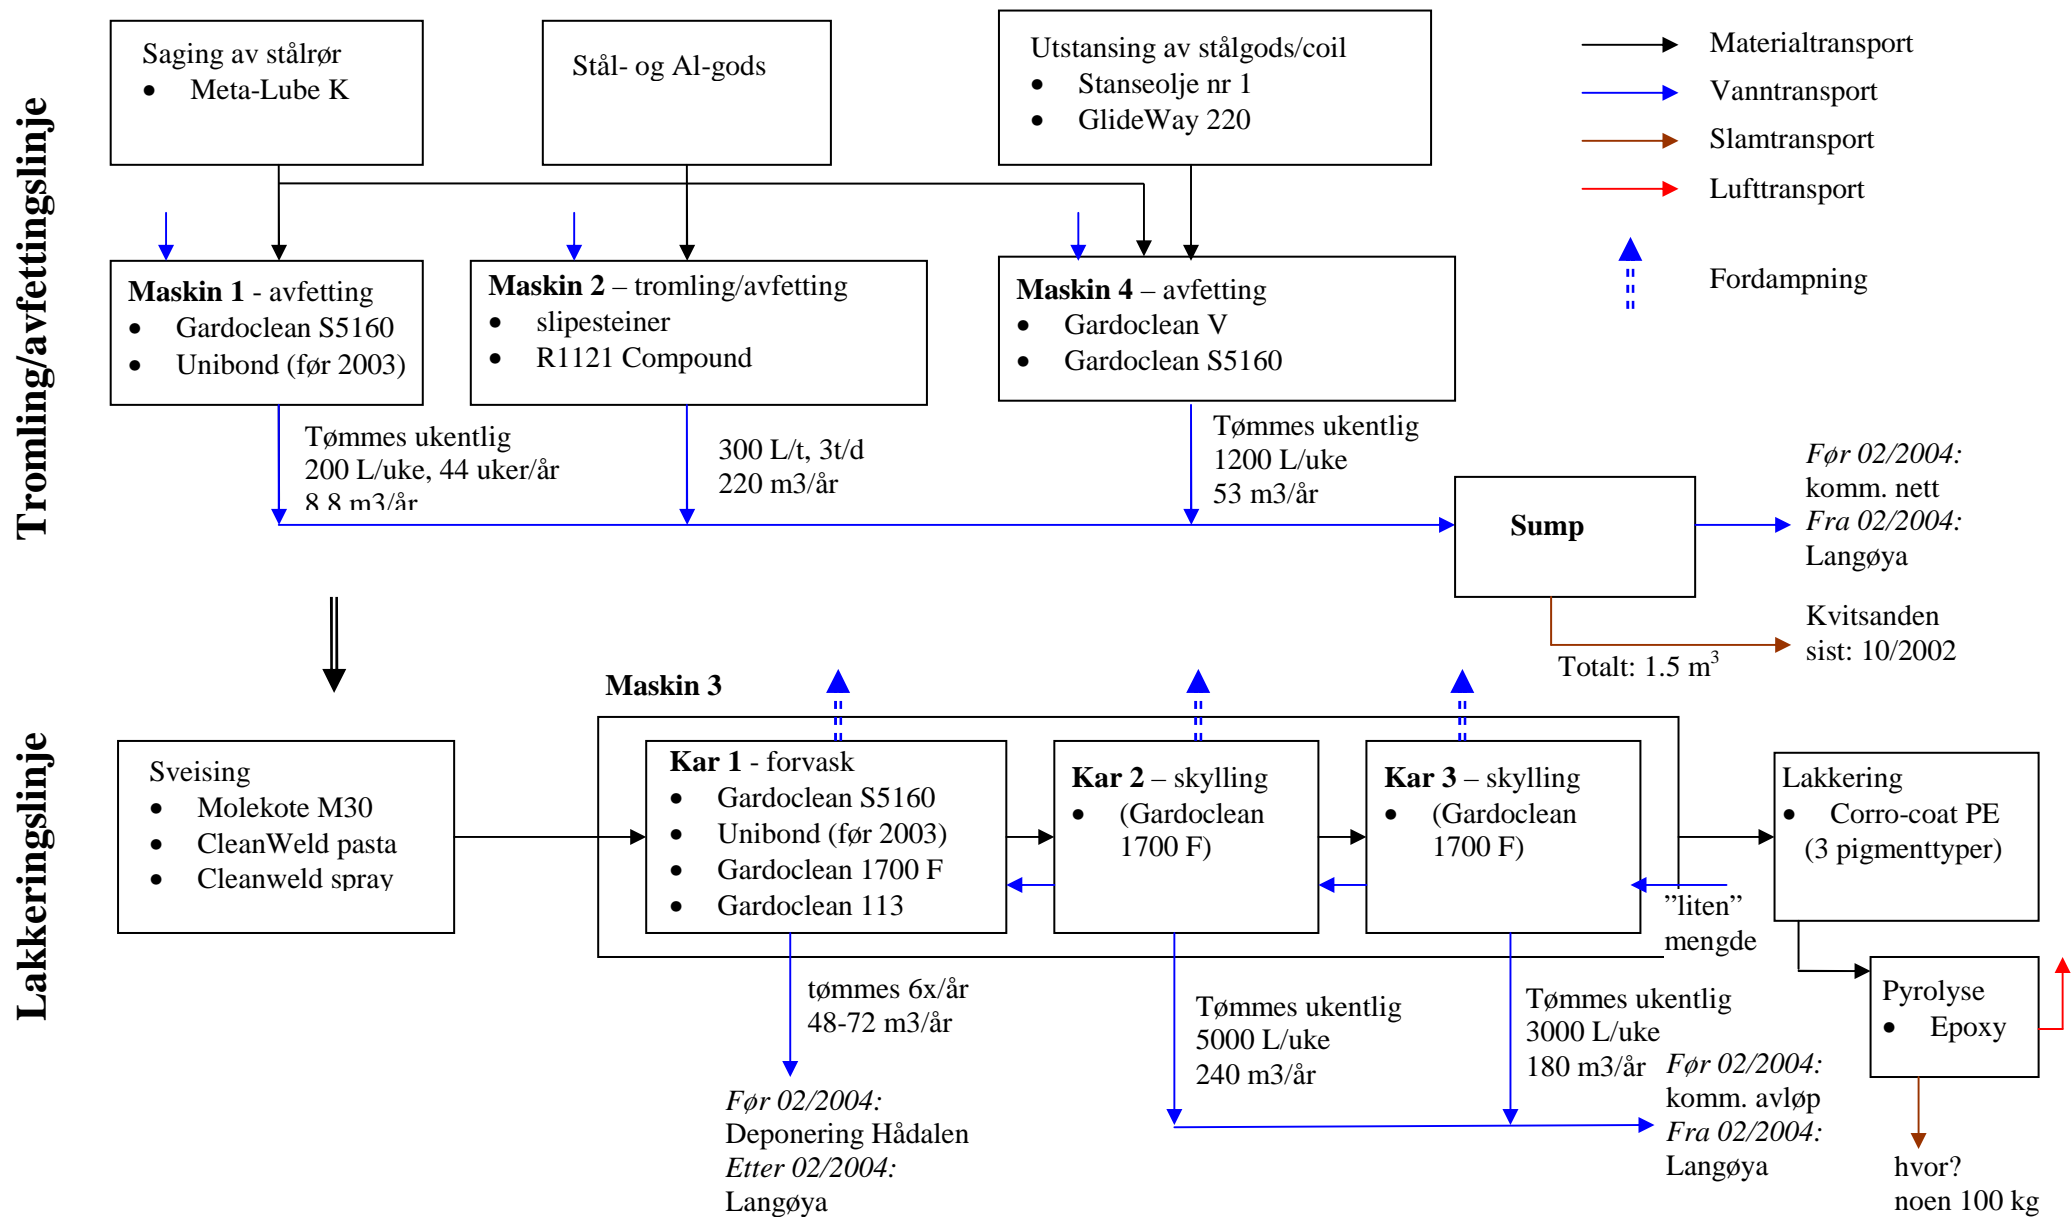 Tromling/avfettingslinje
Saging av stålrør
• Meta-Lube K
Stål- og Al-gods
Utstansing av stålgods/coil
• Stanseolje nr 1
• GlideWay 220
Materialtransport
Vanntransport
Slamtransport
Lufttransport
Fordampning
Maskin 1 - avfetting
• Gardoclean S5160
• Unibond (før 2003)
Maskin 2 – tromling/avfetting
• slipesteiner
• R1121 Compound
Maskin 4 – avfetting
• Gardoclean V
• Gardoclean S5160
Tømmes ukentlig
200 L/uke, 44 uker/år
8.8 m3/år
300 L/t, 3t/d
220 m3/år
Tømmes ukentlig
1200 L/uke
53 m3/år
Sump
Før 02/2004:
komm. nett
Fra 02/2004:
Langøya
Kvitsanden
sist: 10/2002
Totalt: 1.5 m³
Lakkeringslinje
Maskin 3
Sveising
• Molekote M30
• CleanWeld pasta
• Cleanweld spray
Kar 1 - forvask
• Gardoclean S5160
• Unibond (før 2003)
• Gardoclean 1700 F
• Gardoclean 113
Kar 2 – skylling
• (Gardoclean
1700 F)
Kar 3 – skylling
• (Gardoclean
1700 F)
”liten”
mengde
Lakkering
• Corro-coat PE
(3 pigmenttyper)
Pyrolyse
• Epoxy
tømmes 6x/år
48-72 m3/år
Før 02/2004:
Deponering Hådalen
Etter 02/2004:
Langøya
Tømmes ukentlig
5000 L/uke
240 m3/år
Tømmes ukentlig
3000 L/uke
180 m3/år
Før 02/2004:
komm. avløp
Fra 02/2004:
Langøya
hvor?
noen 100 kg